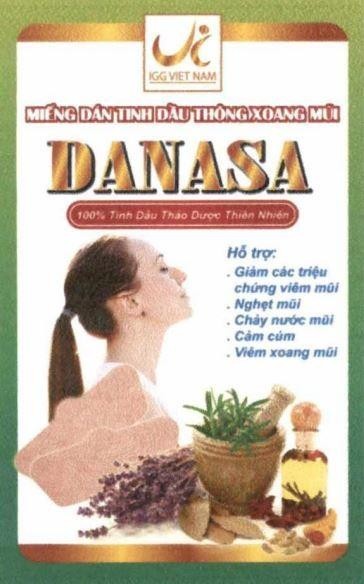 IGG VIET NAM
MIẾNG DÁN TINH DẦU THÔNG XOANG MŨI
DANASA
100% Tinh Dầu Thảo Dược Thiên Nhiên
Hỗ trợ:
. Giảm các triệu
chứng viêm mũi
. Nghẹt mũi
. Chảy nước mũi
. Cảm cúm
. Viêm xoang mũi